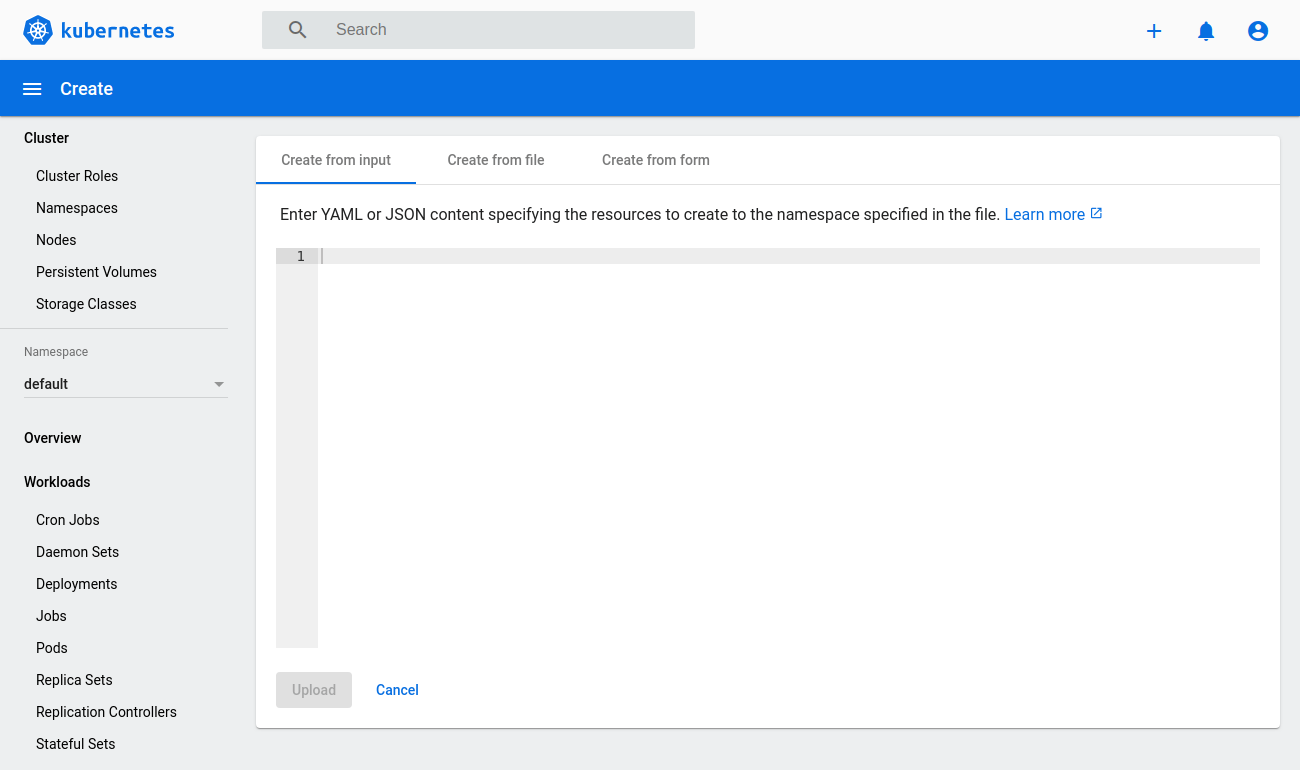 kubernetes
Search
Create
Cluster
Cluster Roles
Namespaces
Nodes
Persistent Volumes
Storage Classes
Namespace
default
Overview
Workloads
Cron Jobs
Daemon Sets
Deployments
Jobs
Pods
Replica Sets
Replication Controllers
Stateful Sets
Create from input Create from file Create from form
Enter YAML or JSON content specifying the resources to create to the namespace specified in the file. Learn more
1
Upload Cancel